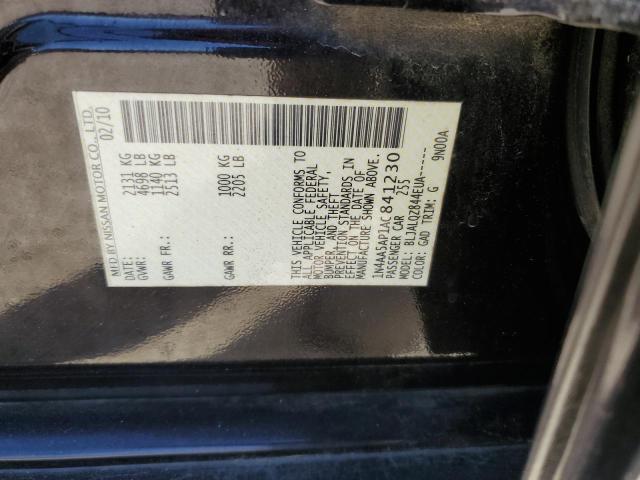 MFD BY NISSAN MOTOR CO., LTD.
DATE: 02/10
GVWR: 2131 KG
4698 LB
GAWR FR: 1140 KG
2513 LB
GAWR RR: 1000 KG
2205 LB
THIS VEHICLE CONFORMS TO
ALL APPLICABLE FEDERAL
MOTOR VEHICLE SAFETY,
BUMPER, AND THEFT
PREVENTION STANDARDS IN
EFFECT ON THE DATE OF
MANUFACTURE SHOWN ABOVE.
1N4AA5AP1AC841230
PASSENGER CAR 255
MODEL: BLJALQZ844EUA-----
COLOR: GAD TRIM: G 9N00A